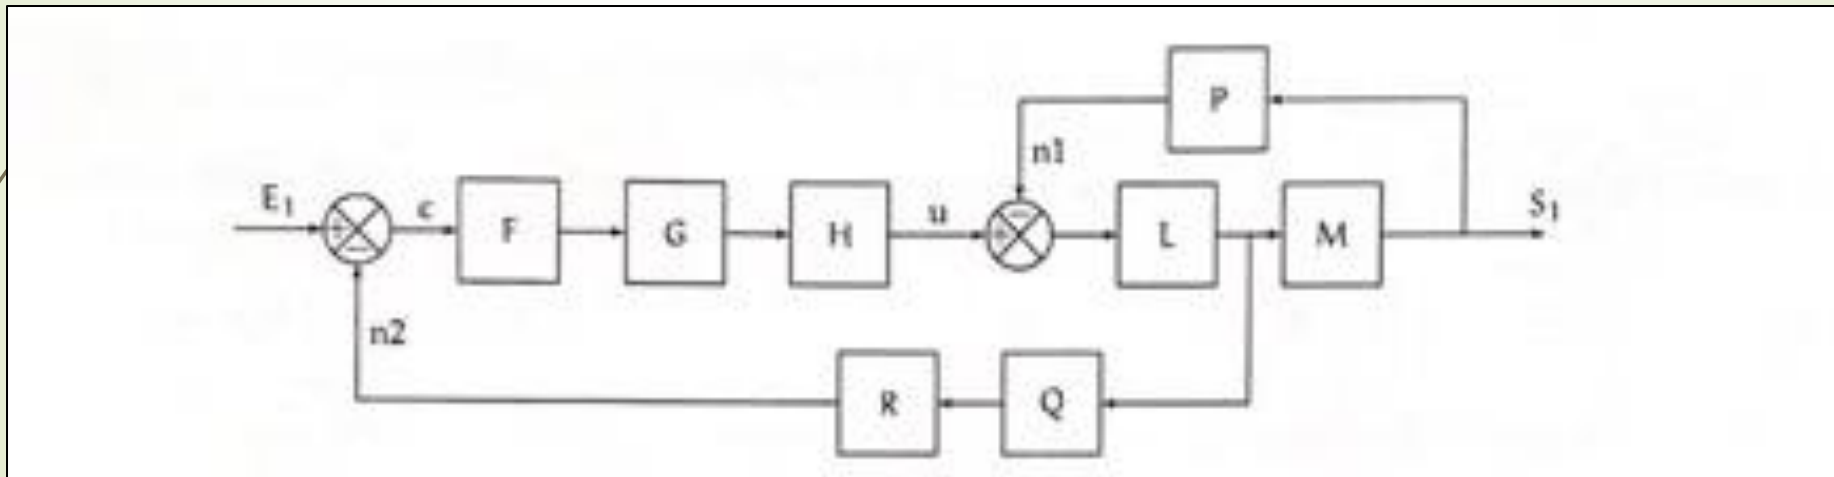 P
n1
E1 ε F G H u L M S1
n2
R Q